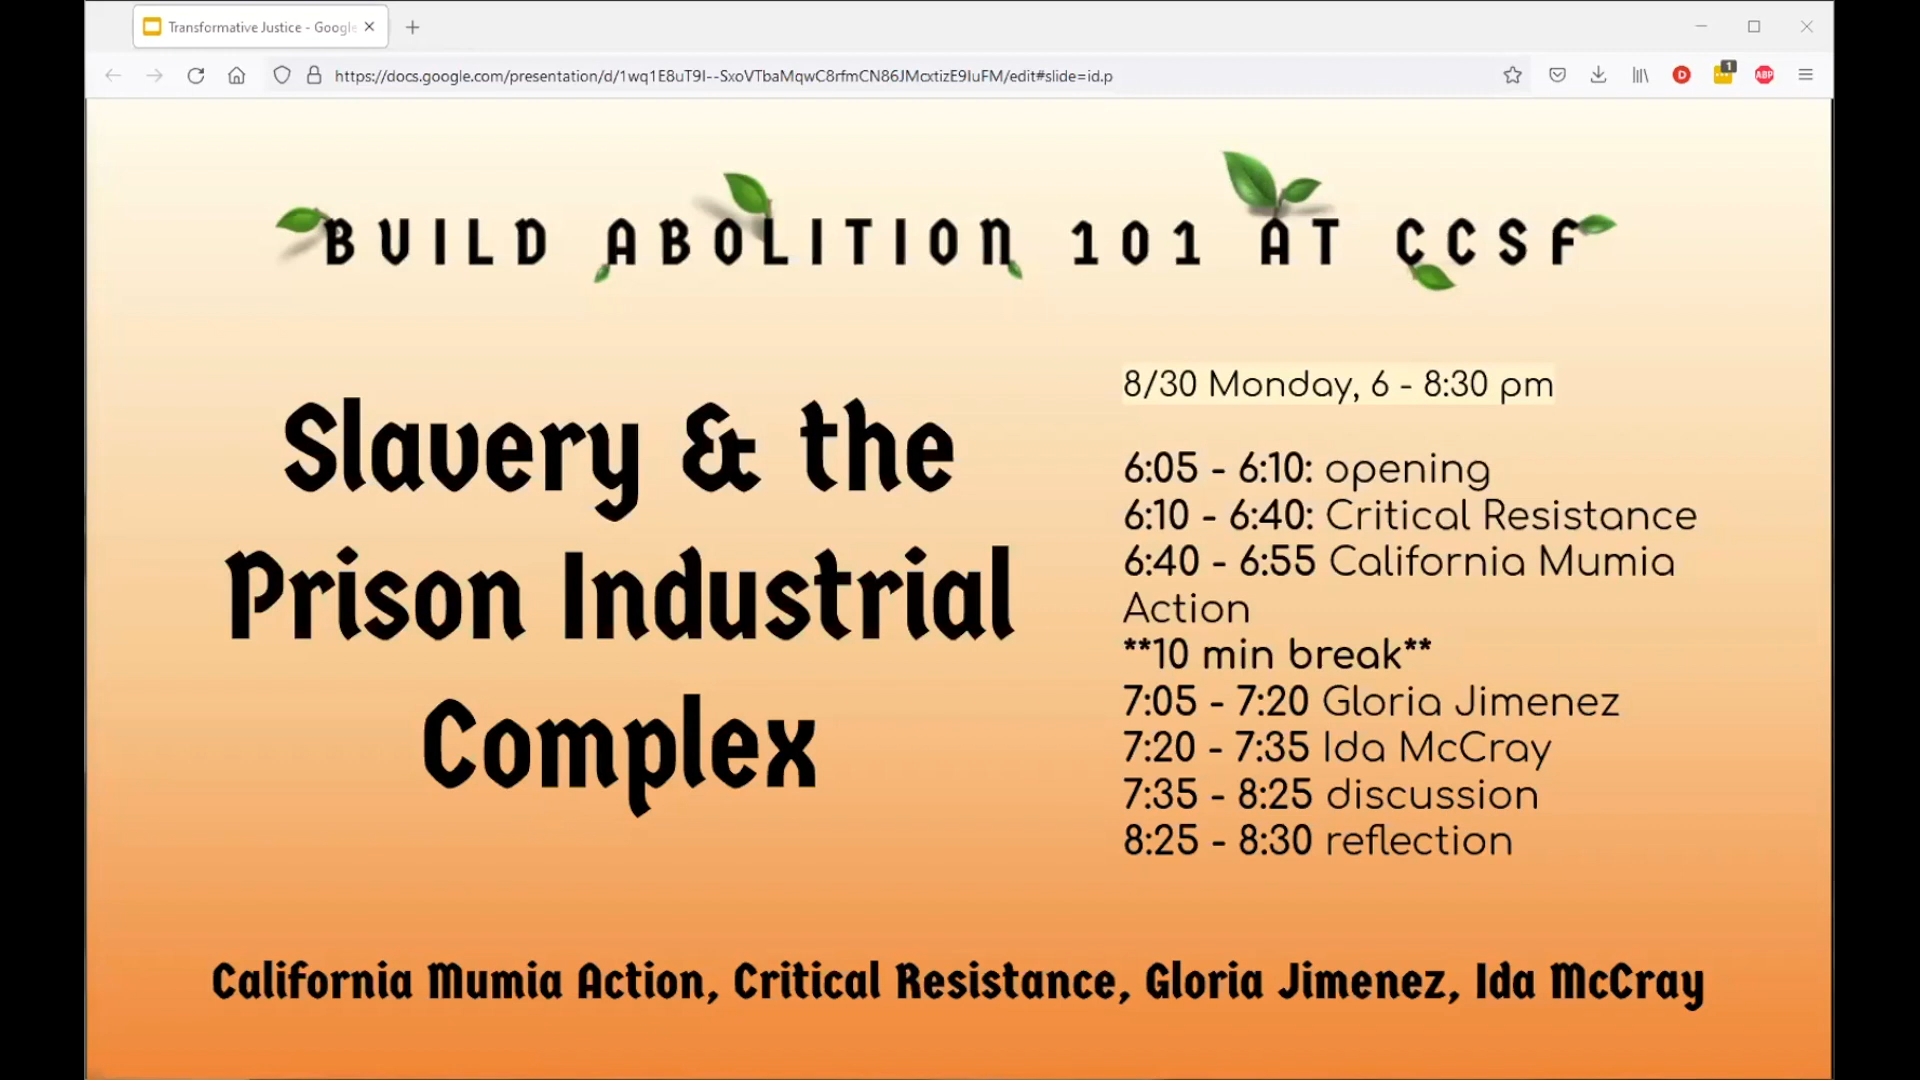 Transformative Justice - Google
https://docs.google.com/presentation/d/1wq1E8uT9I--SxoVTbaMqwC8rfmCN86JMcxtizE9IuFM/edit#slide=id.p
D
1
ABP
BUILD ABOLITION 101 AT CCSF
Slavery & the
Prison Industrial
Complex
8/30 Monday, 6 - 8:30 pm
6:05 - 6:10: opening
6:10 - 6:40: Critical Resistance
6:40 - 6:55 California Mumia
Action
**10 min break**
7:05 - 7:20 Gloria Jimenez
7:20 - 7:35 Ida McCray
7:35 - 8:25 discussion
8:25 - 8:30 reflection
California Mumia Action, Critical Resistance, Gloria Jimenez, Ida McCray